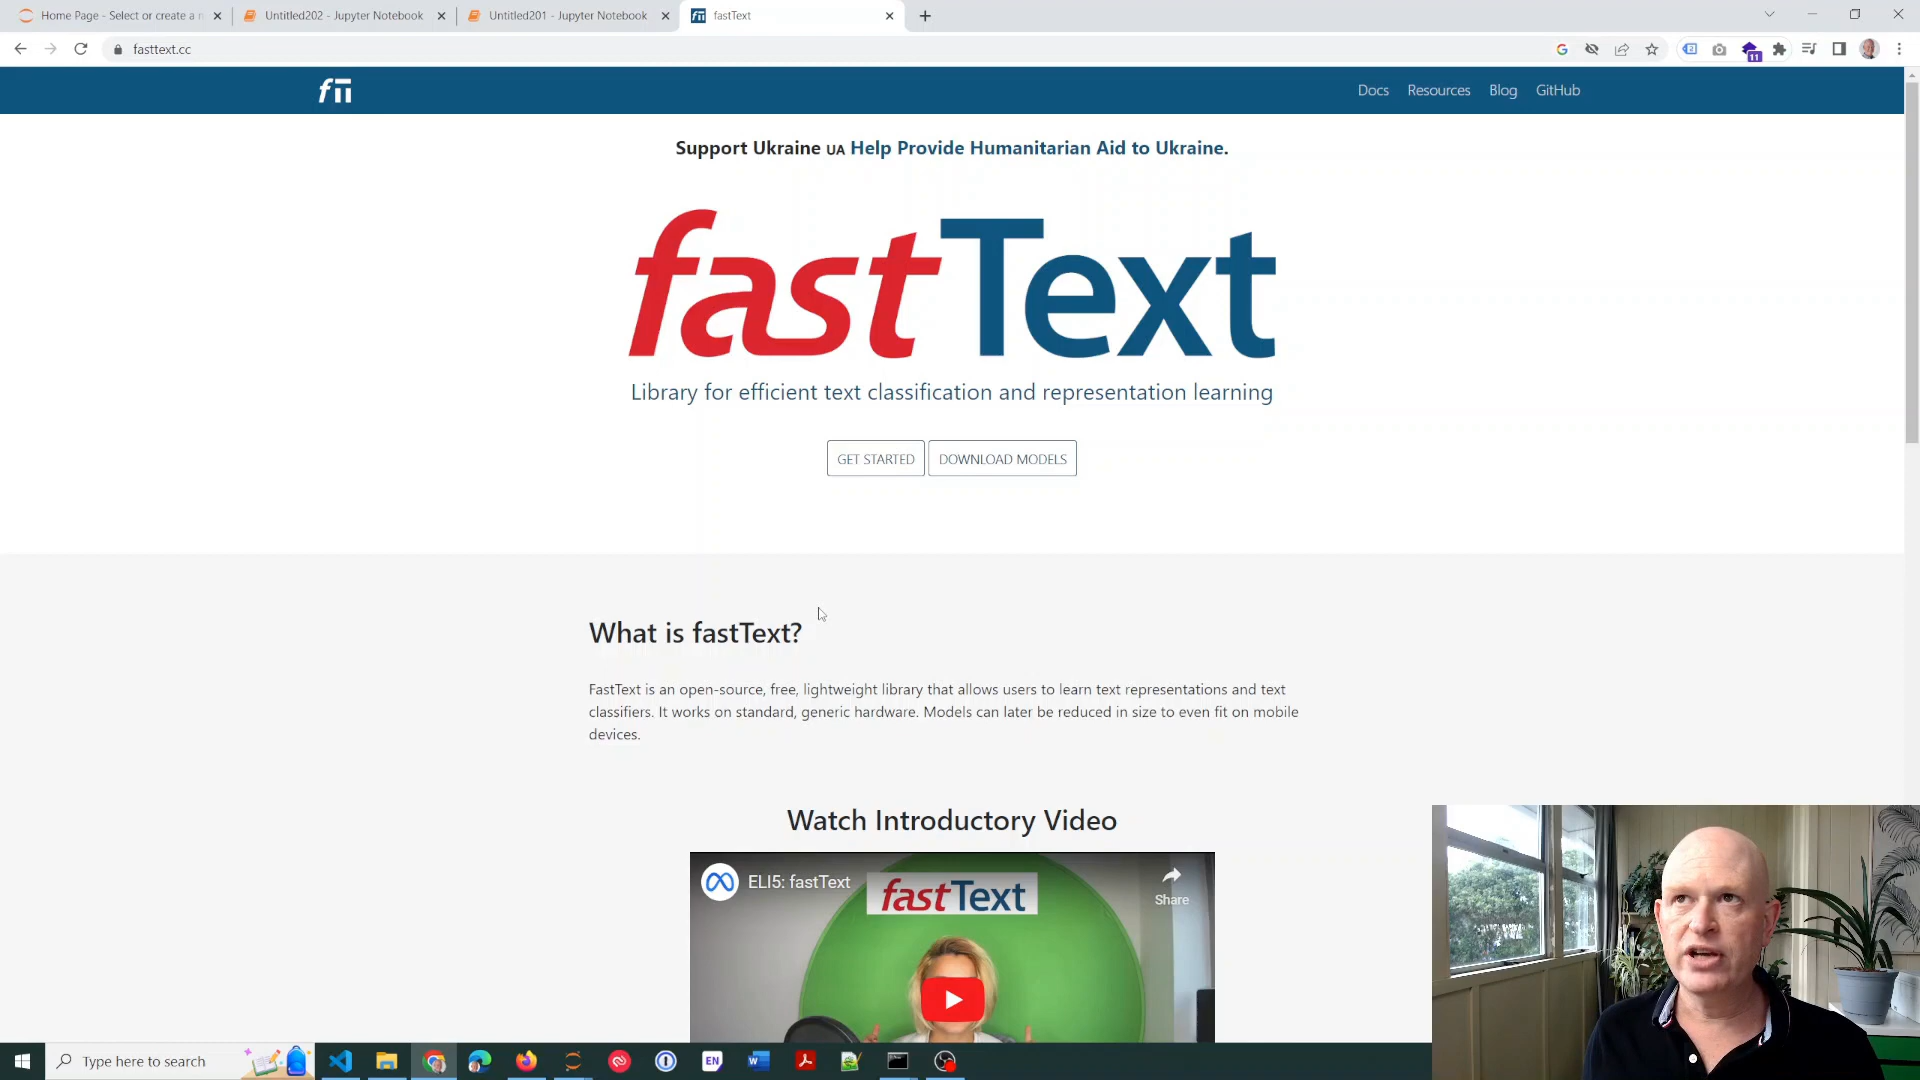 Home Page - Select or create a n
Untitled202 - Jupyter Notebook
Untitled201 - Jupyter Notebook
fastText
fasttext.cc
11
Docs
Resources
Blog
GitHub
Support Ukraine UA Help Provide Humanitarian Aid to Ukraine.
fastText
Library for efficient text classification and representation learning
GET STARTED
DOWNLOAD MODELS
What is fastText?
FastText is an open-source, free, lightweight library that allows users to learn text representations and text
classifiers. It works on standard, generic hardware. Models can later be reduced in size to even fit on mobile
devices.
Watch Introductory Video
ELI5: fastText
fastText
Share
Type here to search
EN